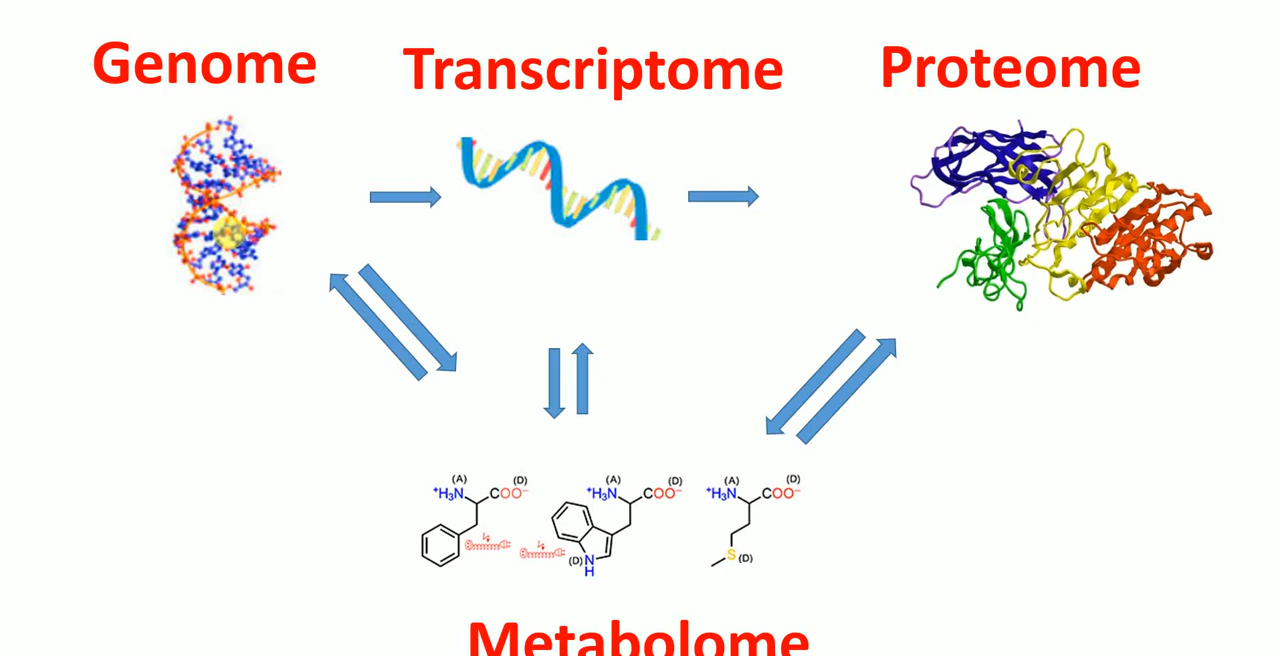 Genome
Transcriptome
Proteome
(A) (D)
⁺H₃N COO⁻
(A) (D)
⁺H₃N COO⁻
(D) N
H
(A) (D)
⁺H₃N COO⁻
S (D)
Metabolome